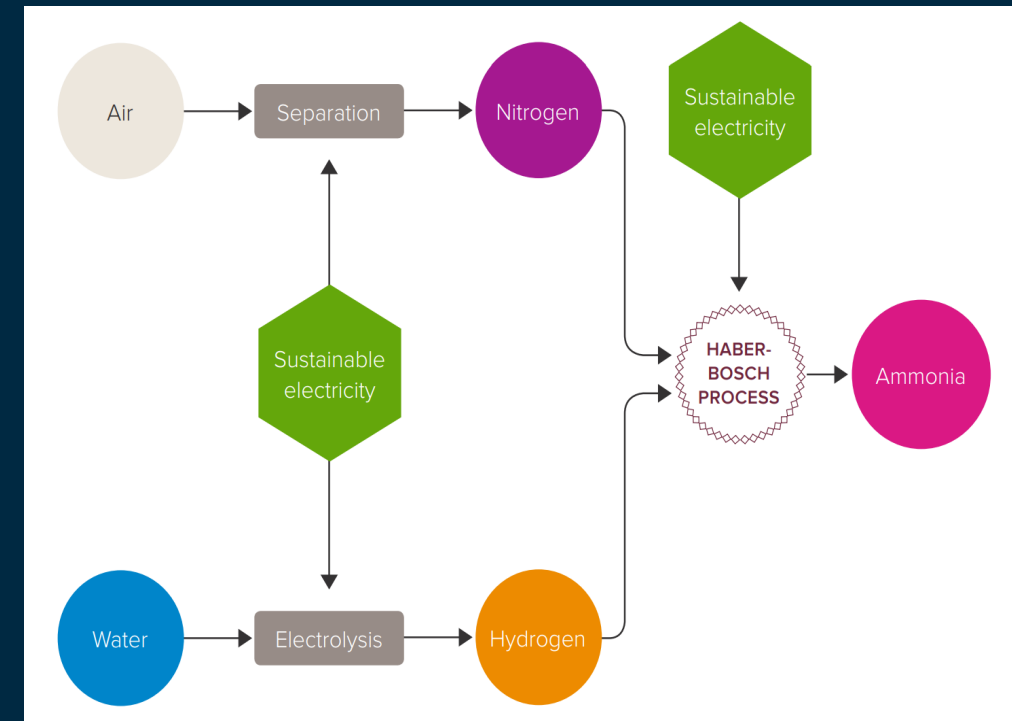 Air
Separation
Nitrogen
Sustainable
electricity
Sustainable
electricity
HABER-
BOSCH
PROCESS
Ammonia
Water
Electrolysis
Hydrogen